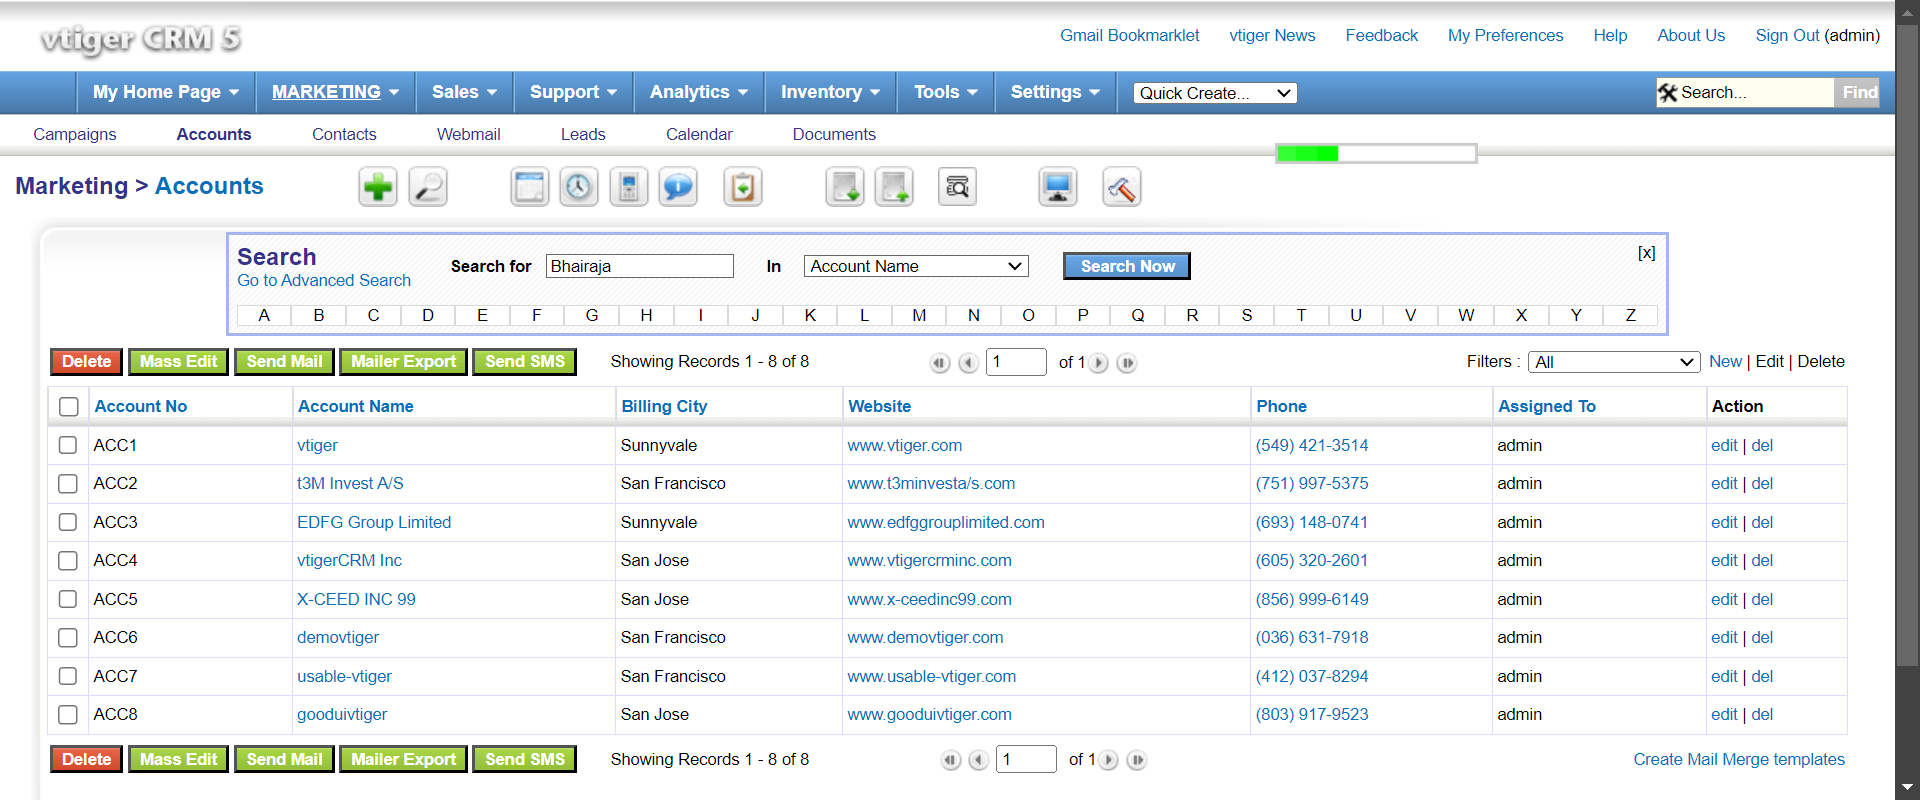 vtiger CRM 5
Gmail Bookmarklet vtiger News Feedback My Preferences Help About Us Sign Out (admin)
My Home Page MARKETING Sales Support Analytics Inventory Tools Settings Quick Create... Search... Find
Campaigns Accounts Contacts Webmail Leads Calendar Documents
Marketing > Accounts
Search
Go to Advanced Search
Search for Bhairaja In Account Name Search Now [x]
A B C D E F G H I J K L M N O P Q R S T U V W X Y Z
Delete Mass Edit Send Mail Mailer Export Send SMS Showing Records 1 - 8 of 8 1 of 1 Filters : All New | Edit | Delete
Account No Account Name Billing City Website Phone Assigned To Action
ACC1 vtiger Sunnyvale www.vtiger.com (549) 421-3514 admin edit | del
ACC2 t3M Invest A/S San Francisco www.t3minvesta/s.com (751) 997-5375 admin edit | del
ACC3 EDFG Group Limited Sunnyvale www.edfggrouplimited.com (693) 148-0741 admin edit | del
ACC4 vtigerCRM Inc San Jose www.vtigercrminc.com (605) 320-2601 admin edit | del
ACC5 X-CEED INC 99 San Jose www.x-ceedinc99.com (856) 999-6149 admin edit | del
ACC6 demovtiger San Francisco www.demovtiger.com (036) 631-7918 admin edit | del
ACC7 usable-vtiger San Francisco www.usable-vtiger.com (412) 037-8294 admin edit | del
ACC8 gooduivtiger San Jose www.gooduivtiger.com (803) 917-9523 admin edit | del
Delete Mass Edit Send Mail Mailer Export Send SMS Showing Records 1 - 8 of 8 1 of 1 Create Mail Merge templates